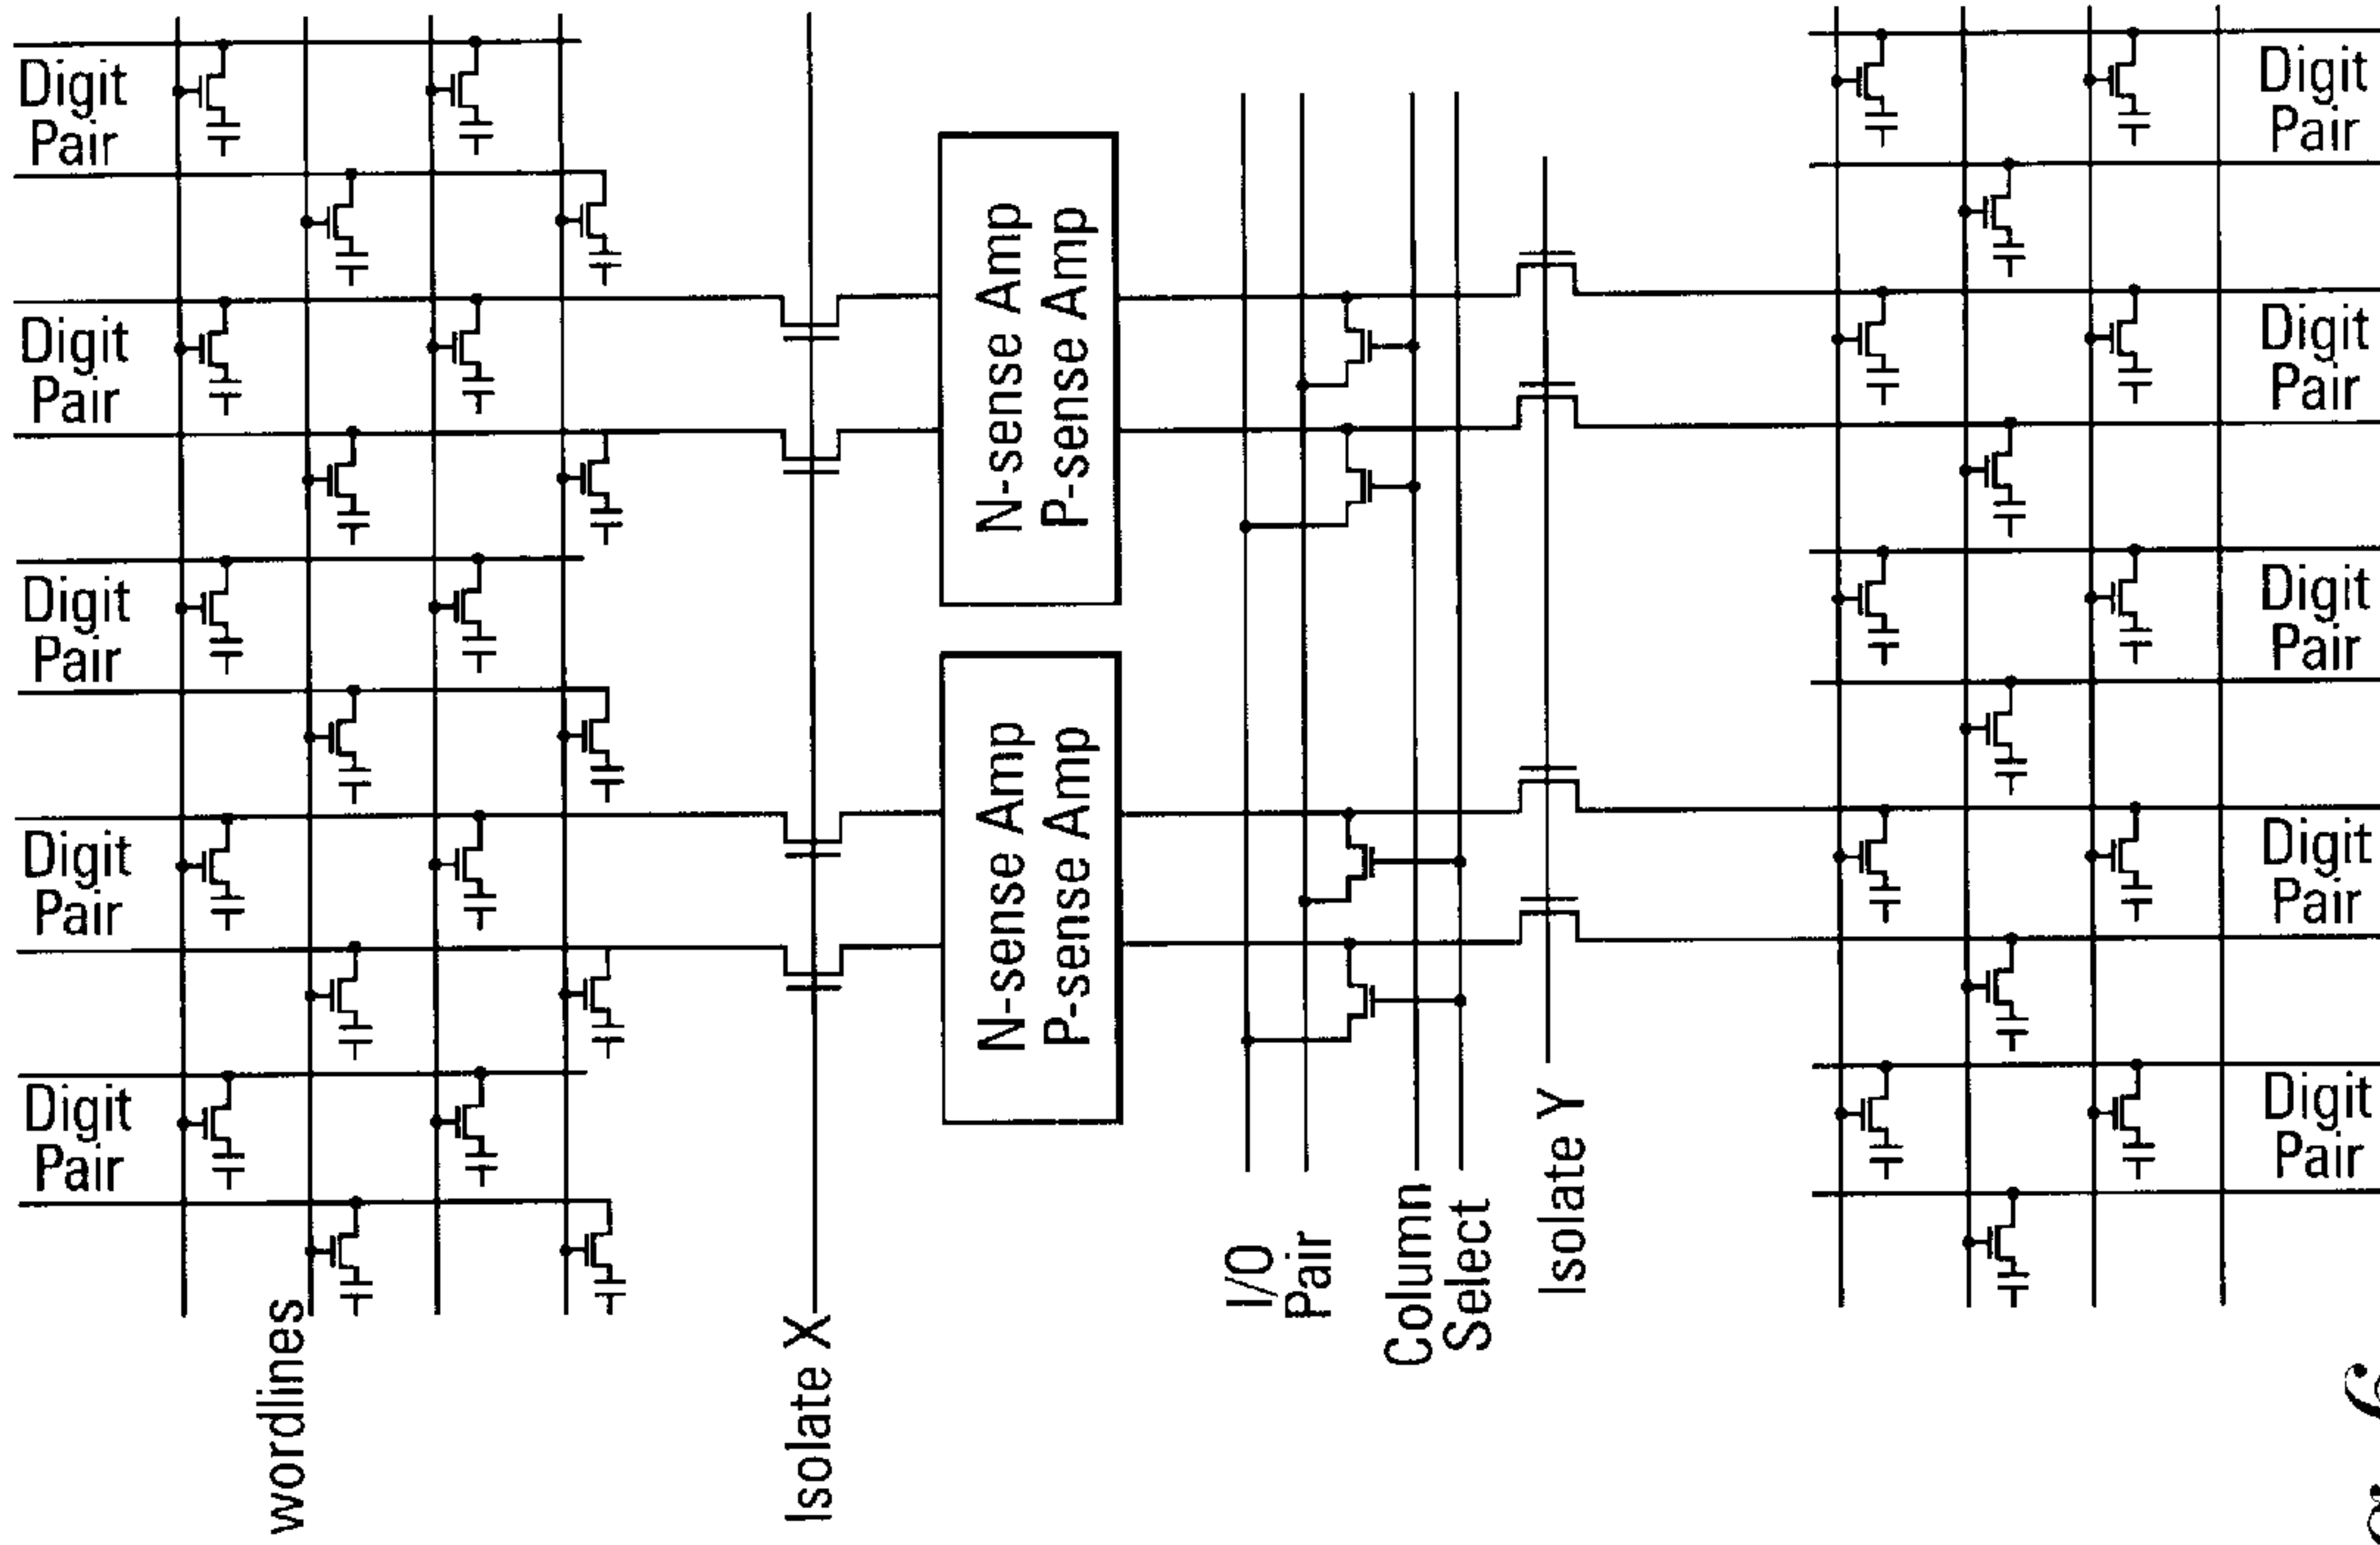 Digit
Pair
Digit
Pair
Digit
Pair
Digit
Pair
Digit
Pair
wordlines
Isolate X
N-sense Amp
P-sense Amp
N-sense Amp
P-sense Amp
I/O
Pair
Column
Select
Isolate Y
Digit
Pair
Digit
Pair
Digit
Pair
Digit
Pair
Digit
Pair